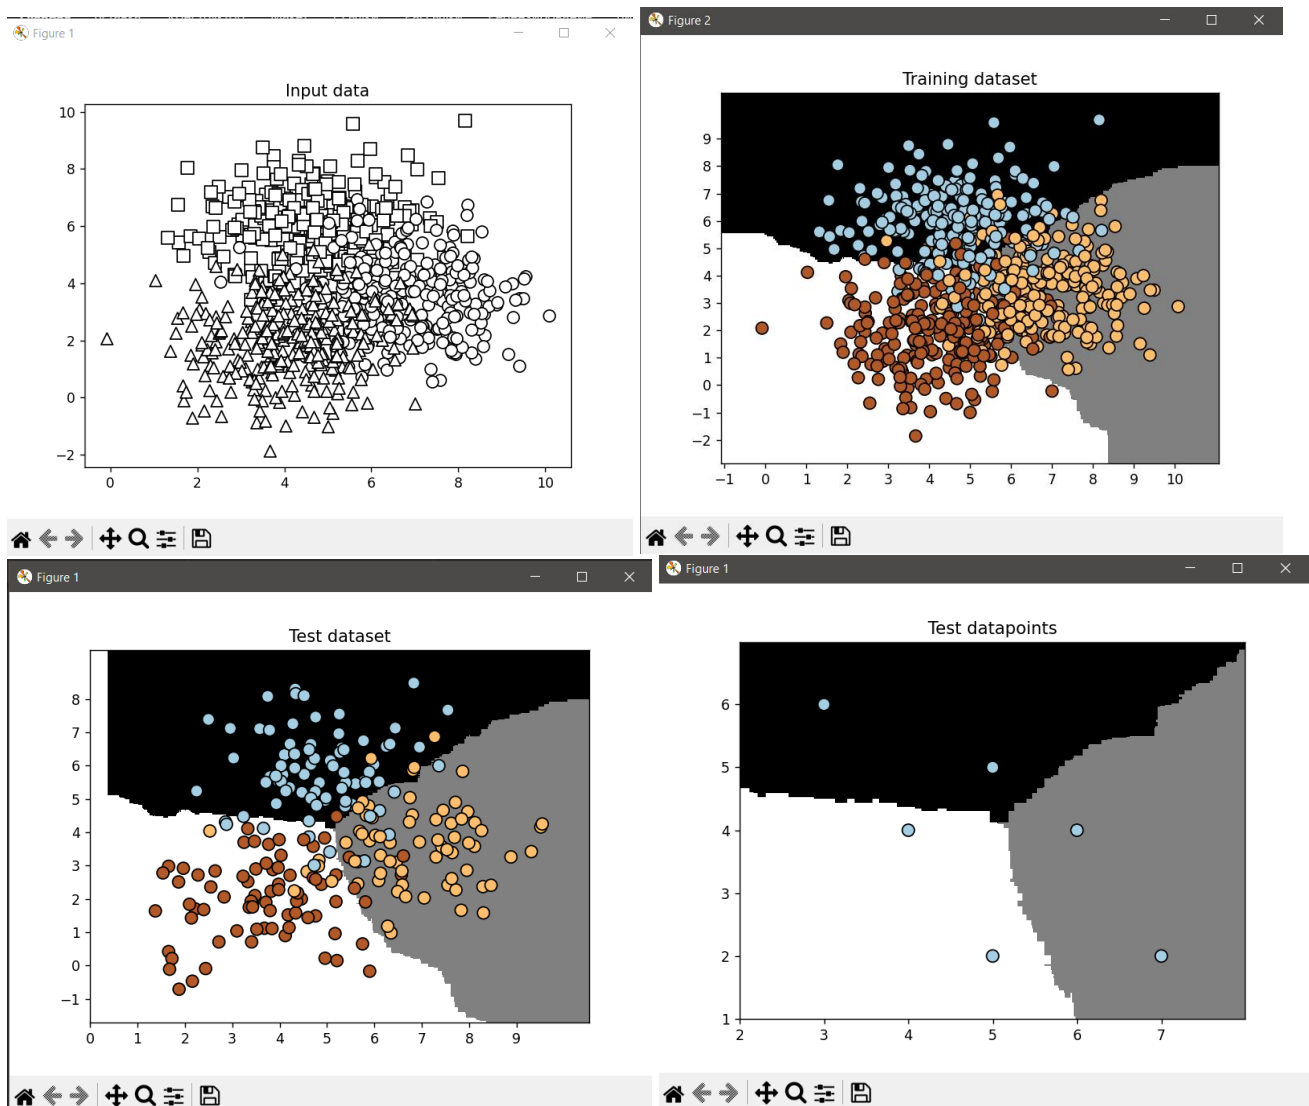 Figure 1
Input data
10
8
6
4
2
0
−2
0 2 4 6 8 10
Figure 2
Training dataset
9
8
7
6
5
4
3
2
1
0
−1
−2
−1 0 1 2 3 4 5 6 7 8 9 10
Figure 1
Test dataset
8
7
6
5
4
3
2
1
0
−1
0 1 2 3 4 5 6 7 8 9
Figure 1
Test datapoints
6
5
4
3
2
1
2 3 4 5 6 7